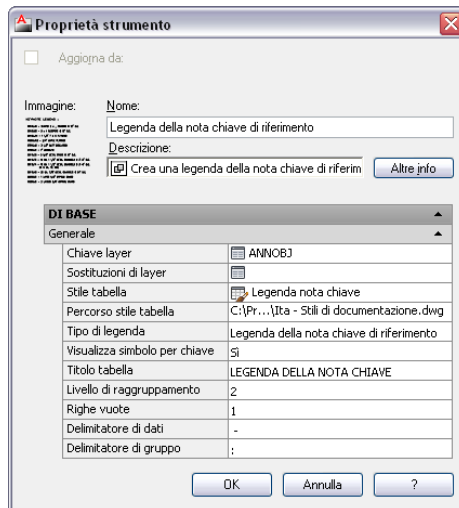 Proprietà strumento
Aggiorna da:
Immagine:
Nome:
Legenda della nota chiave di riferimento
Descrizione:
Crea una legenda della nota chiave di riferim
Altre info
DI BASE
Generale
Chiave layer ANNOBJ
Sostituzioni di layer
Stile tabella Legenda nota chiave
Percorso stile tabella C:\Pr...\Ita - Stili di documentazione.dwg
Tipo di legenda Legenda della nota chiave di riferimento
Visualizza simbolo per chiave Sì
Titolo tabella LEGENDA DELLA NOTA CHIAVE
Livello di raggruppamento 2
Righe vuote 1
Delimitatore di dati -
Delimitatore di gruppo :
OK Annulla ?